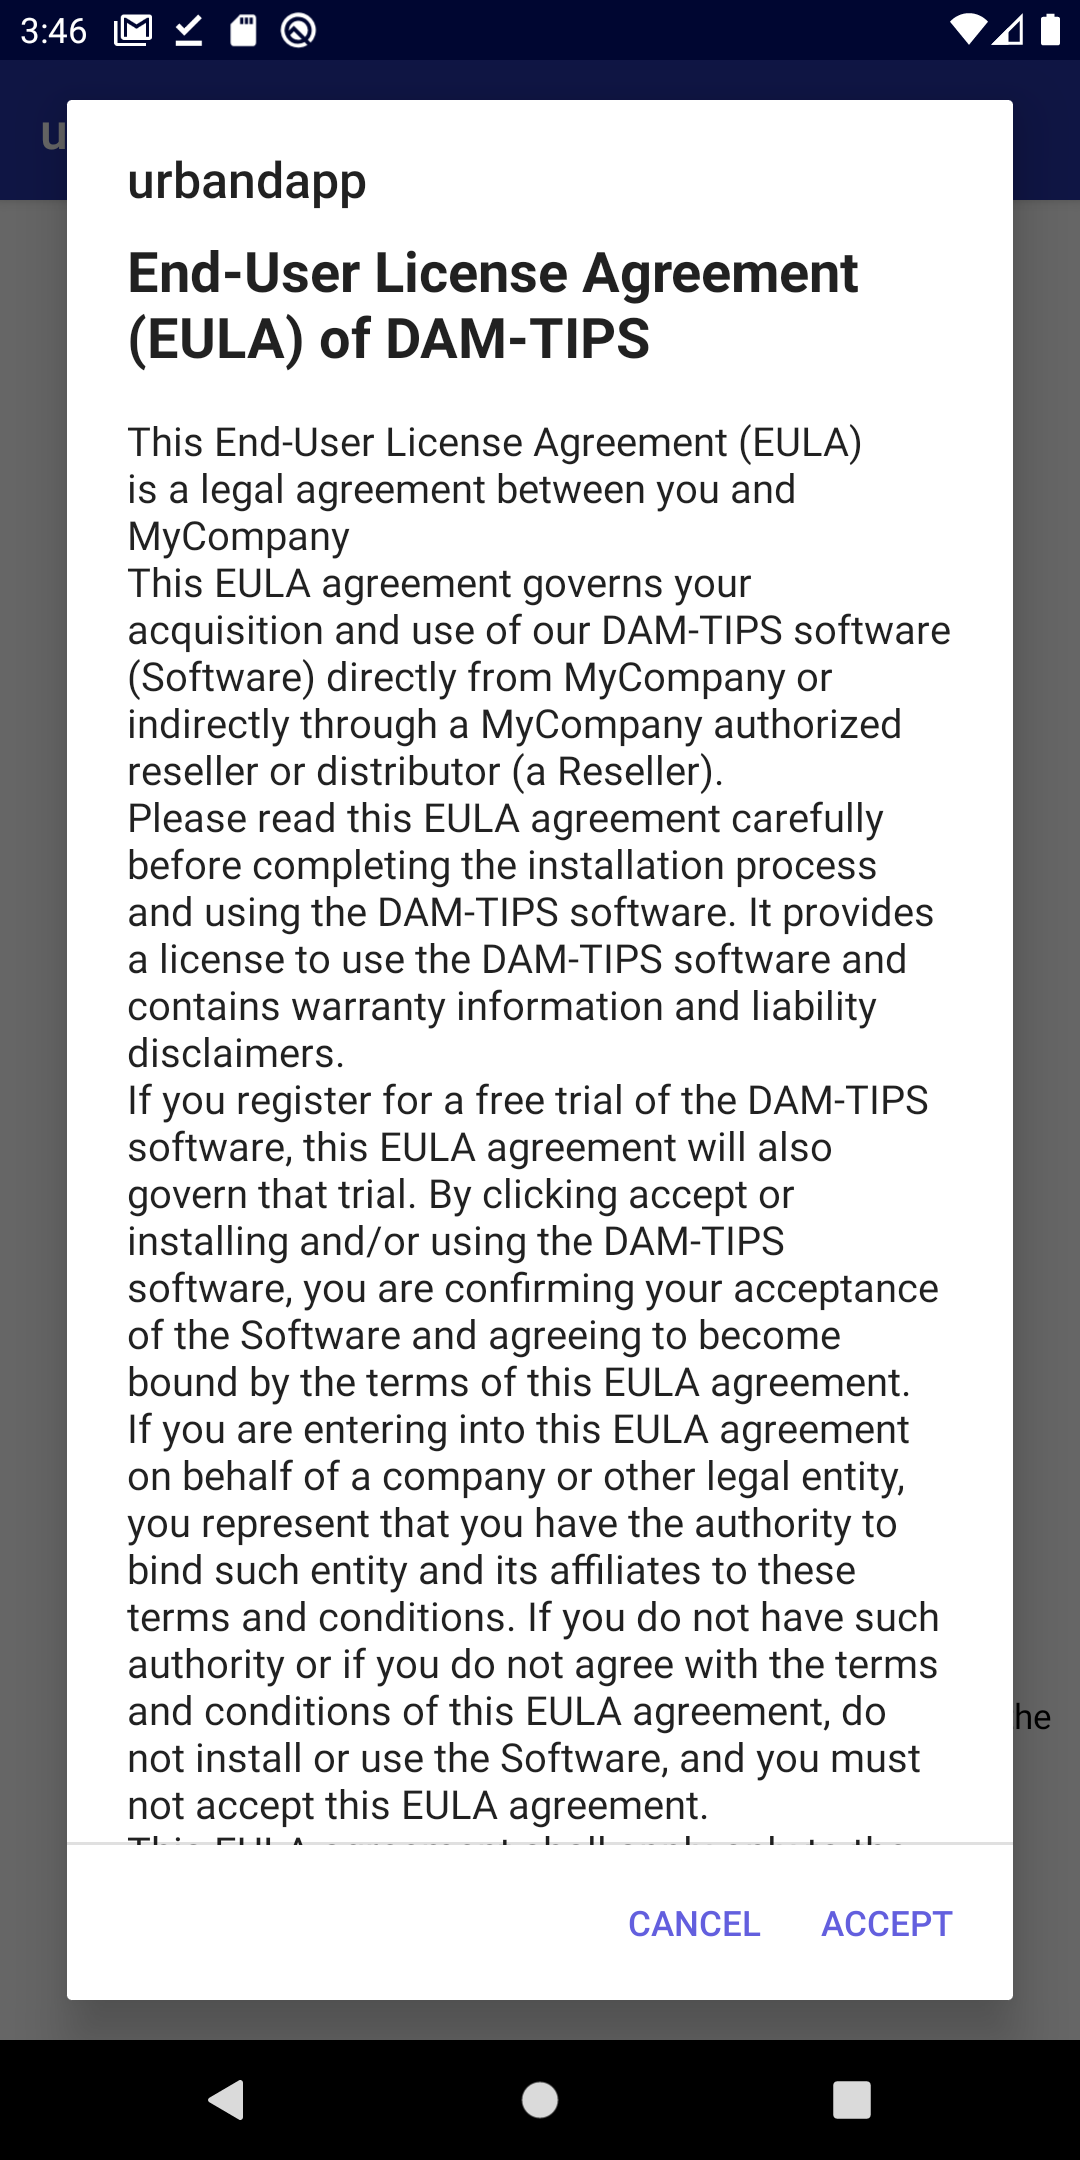 3:46
urbandapp
End-User License Agreement
(EULA) of DAM-TIPS
This End-User License Agreement (EULA)
is a legal agreement between you and
MyCompany
This EULA agreement governs your
acquisition and use of our DAM-TIPS software
(Software) directly from MyCompany or
indirectly through a MyCompany authorized
reseller or distributor (a Reseller).
Please read this EULA agreement carefully
before completing the installation process
and using the DAM-TIPS software. It provides
a license to use the DAM-TIPS software and
contains warranty information and liability
disclaimers.
If you register for a free trial of the DAM-TIPS
software, this EULA agreement will also
govern that trial. By clicking accept or
installing and/or using the DAM-TIPS
software, you are confirming your acceptance
of the Software and agreeing to become
bound by the terms of this EULA agreement.
If you are entering into this EULA agreement
on behalf of a company or other legal entity,
you represent that you have the authority to
bind such entity and its affiliates to these
terms and conditions. If you do not have such
authority or if you do not agree with the terms
and conditions of this EULA agreement, do
he
not install or use the Software, and you must
not accept this EULA agreement.
This EULA agreement shall apply only to the
CANCEL ACCEPT